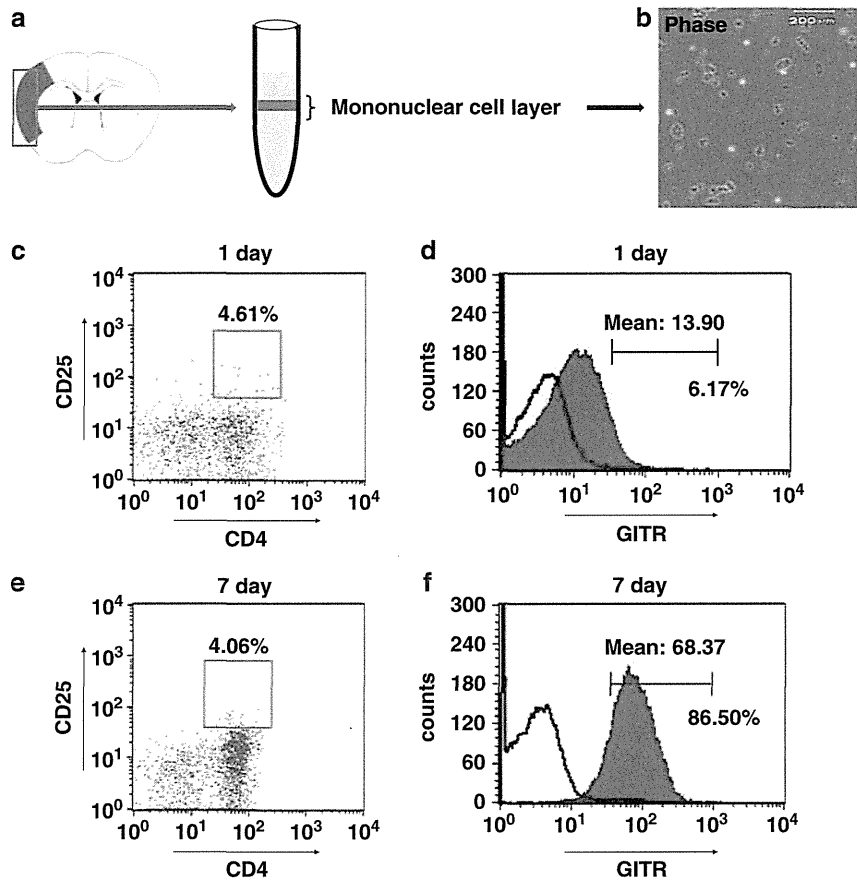 a
Mononuclear cell layer
b
Phase
200 μm
c
1 day
CD25
10⁴
10³
10²
10¹
10⁰
4.61%
10⁰ 10¹ 10² 10³ 10⁴
CD4
d
1 day
counts
300
240
180
120
60
0
Mean: 13.90
6.17%
10⁰ 10¹ 10² 10³ 10⁴
GITR
e
7 day
CD25
10⁴
10³
10²
10¹
10⁰
4.06%
10⁰ 10¹ 10² 10³ 10⁴
CD4
f
7 day
counts
300
240
180
120
60
0
Mean: 68.37
86.50%
10⁰ 10¹ 10² 10³ 10⁴
GITR